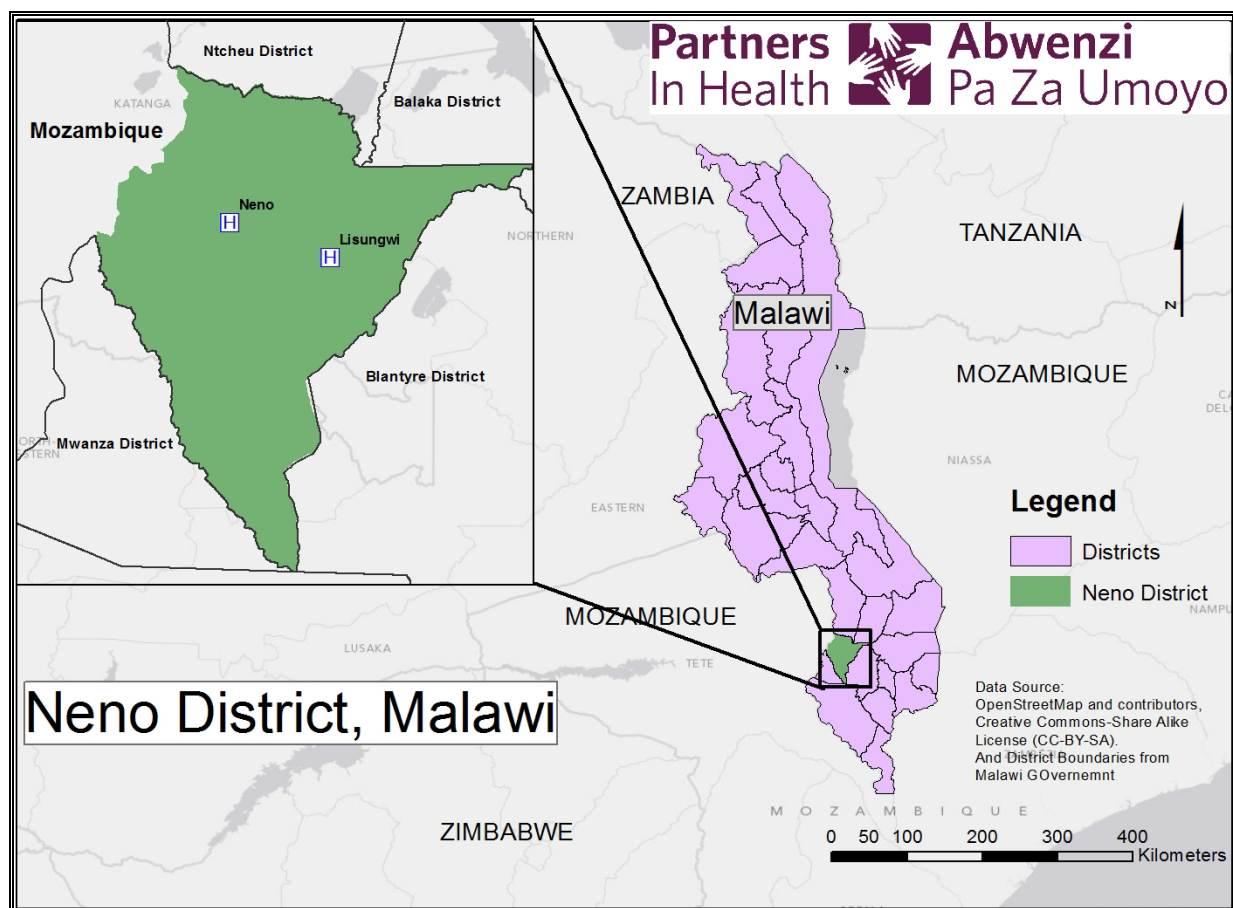 Partners
In Health
Abwenzi
Pa Za Umoyo
Ntcheu District
Balaka District
KATANGA
Mozambique
Neno
Lisungwi
NORTHERN
Blantyre District
Mwanza District
ZAMBIA
TANZANIA
Malawi
N
MOZAMBIQUE
NIASSA
EASTERN
Legend
Districts
Neno District
MOZAMBIQUE
LUSAKA
TETE
NAMPU
Neno District, Malawi
Data Source:
OpenStreetMap and contributors,
Creative Commons-Share Alike
License (CC-BY-SA).
And District Boundaries from
Malawi GOvernemnt
MOZAMBIQUE
ZIMBABWE
0 50 100 200 300 400
Kilometers